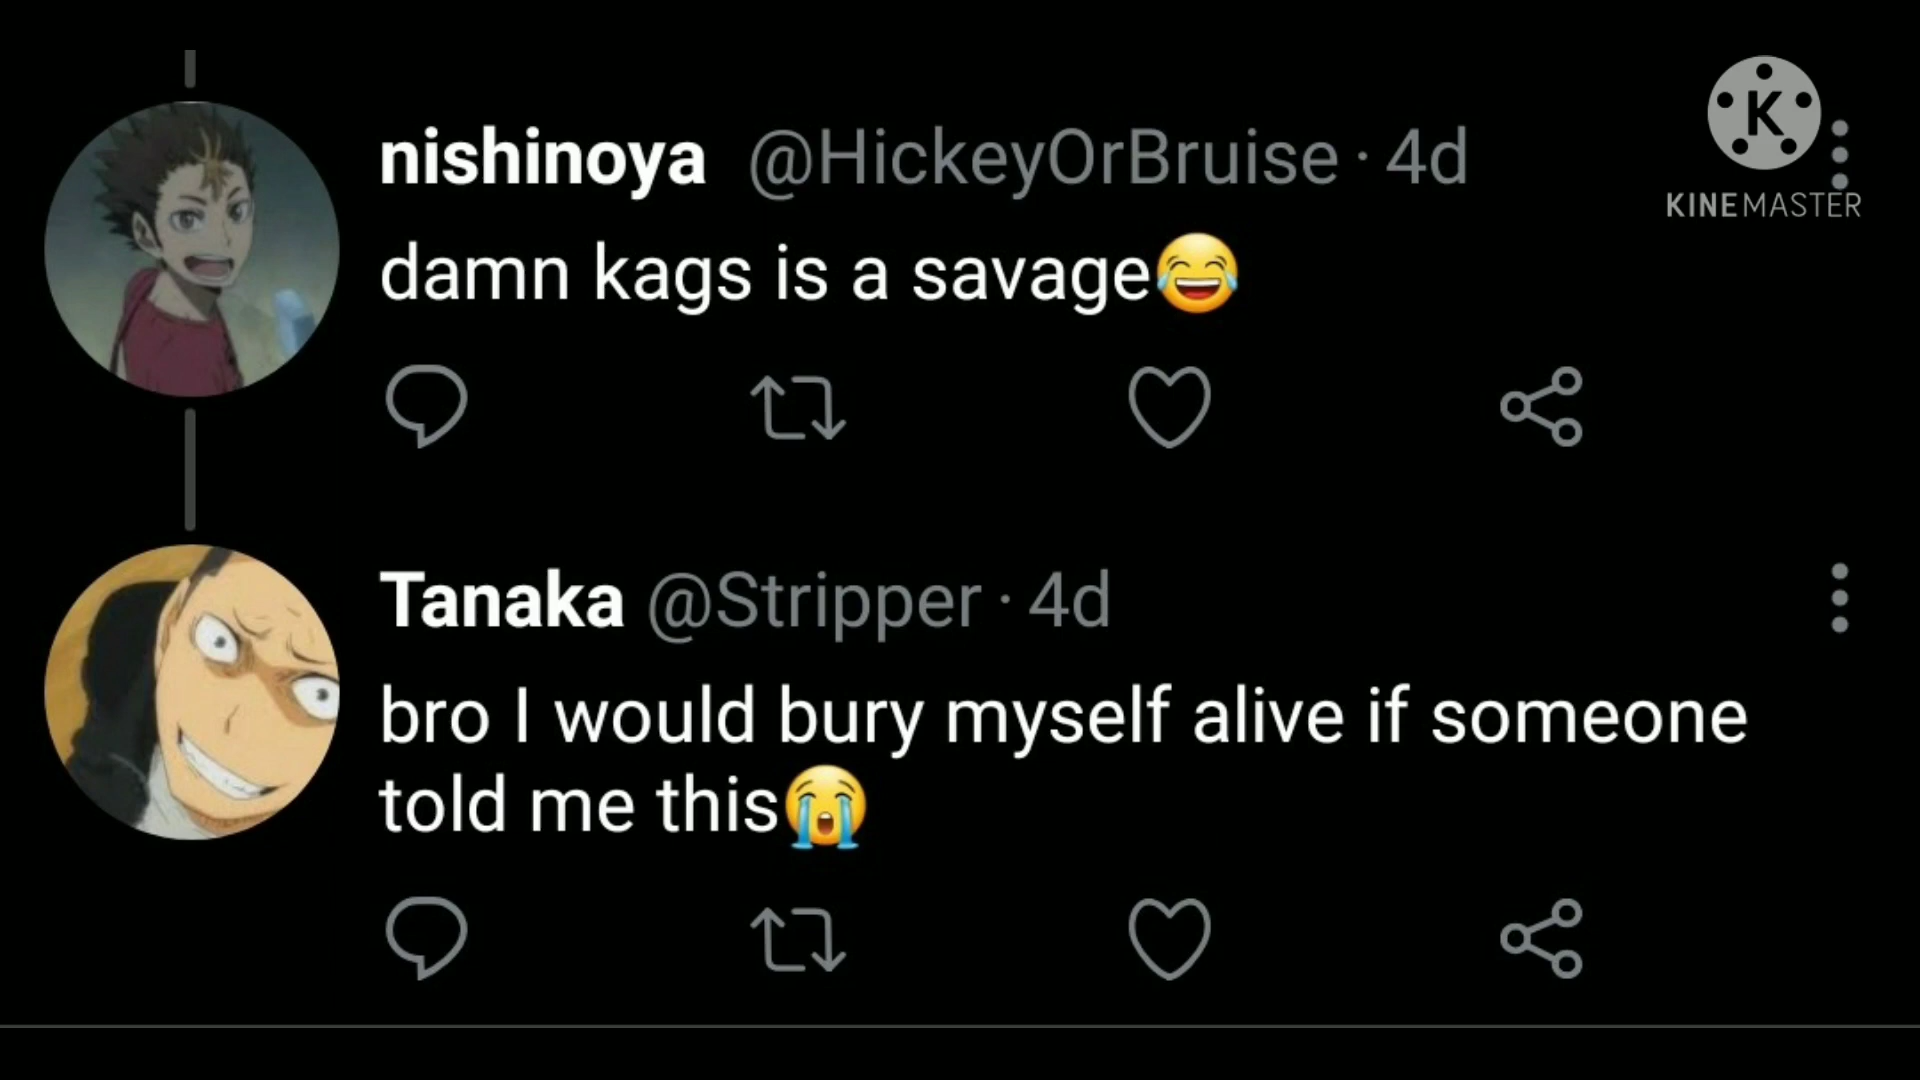 nishinoya @HickeyOrBruise · 4d
K
KINEMASTER
damn kags is a savage😂
Tanaka @Stripper · 4d
bro I would bury myself alive if someone
told me this😭